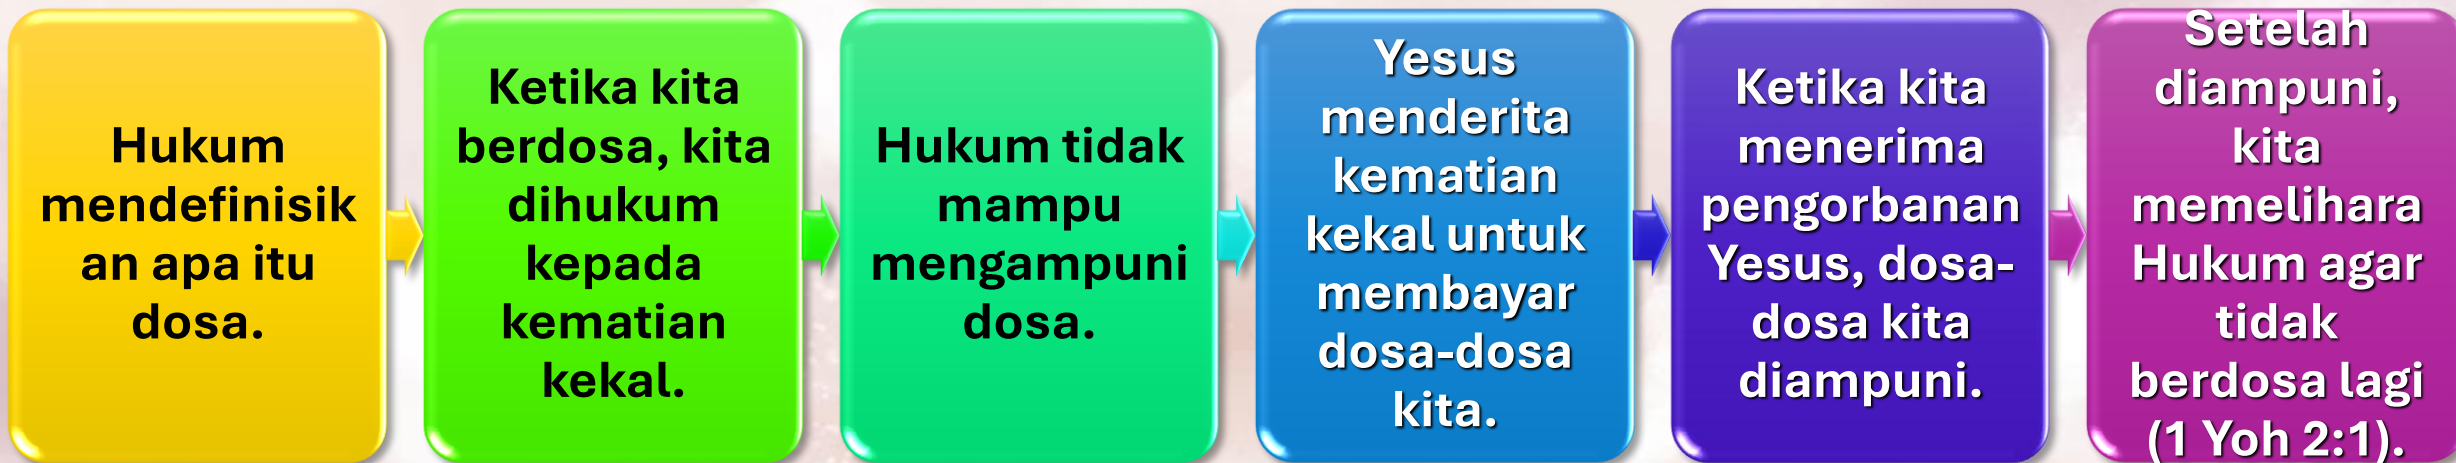 Hukum
mendefinisik
an apa itu
dosa.
Ketika kita
berdosa, kita
dihukum
kepada
kematian
kekal.
Hukum tidak
mampu
mengampuni
dosa.
Yesus
menderita
kematian
kekal untuk
membayar
dosa-dosa
kita.
Ketika kita
menerima
pengorbanan
Yesus, dosa-
dosa kita
diampuni.
Setelah
diampuni,
kita
memelihara
Hukum agar
tidak
berdosa lagi
(1 Yoh 2:1).